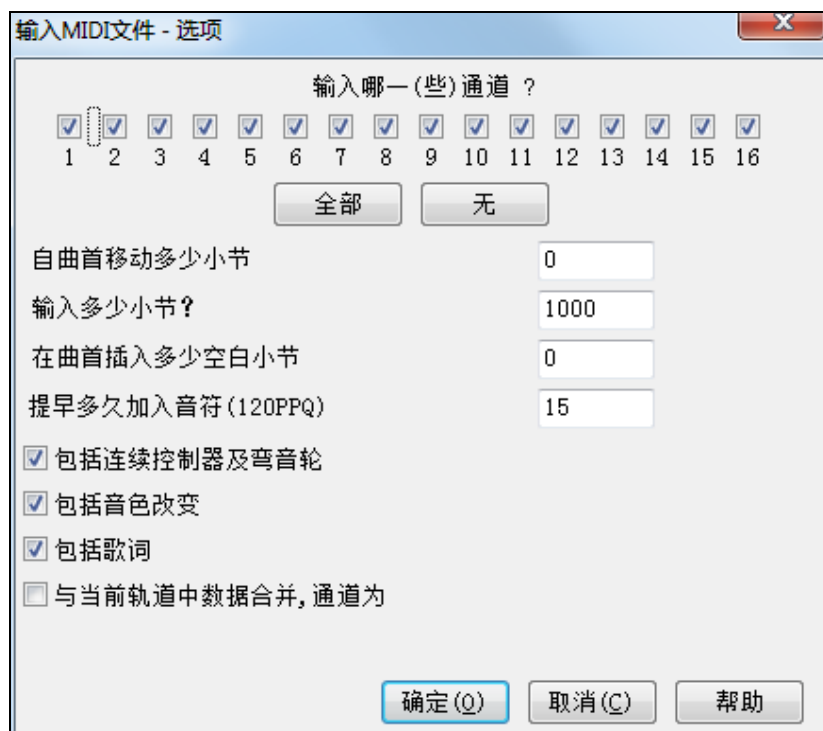 输入MIDI文件 - 选项
输入哪一(些)通道 ?
1 2 3 4 5 6 7 8 9 10 11 12 13 14 15 16
全部 无
自曲首移动多少小节 0
输入多少小节? 1000
在曲首插入多少空白小节 0
提早多久加入音符(120PPQ) 15
包括连续控制器及弯音轮
包括音色改变
包括歌词
与当前轨道中数据合并,通道为
确定(O) 取消(C) 帮助